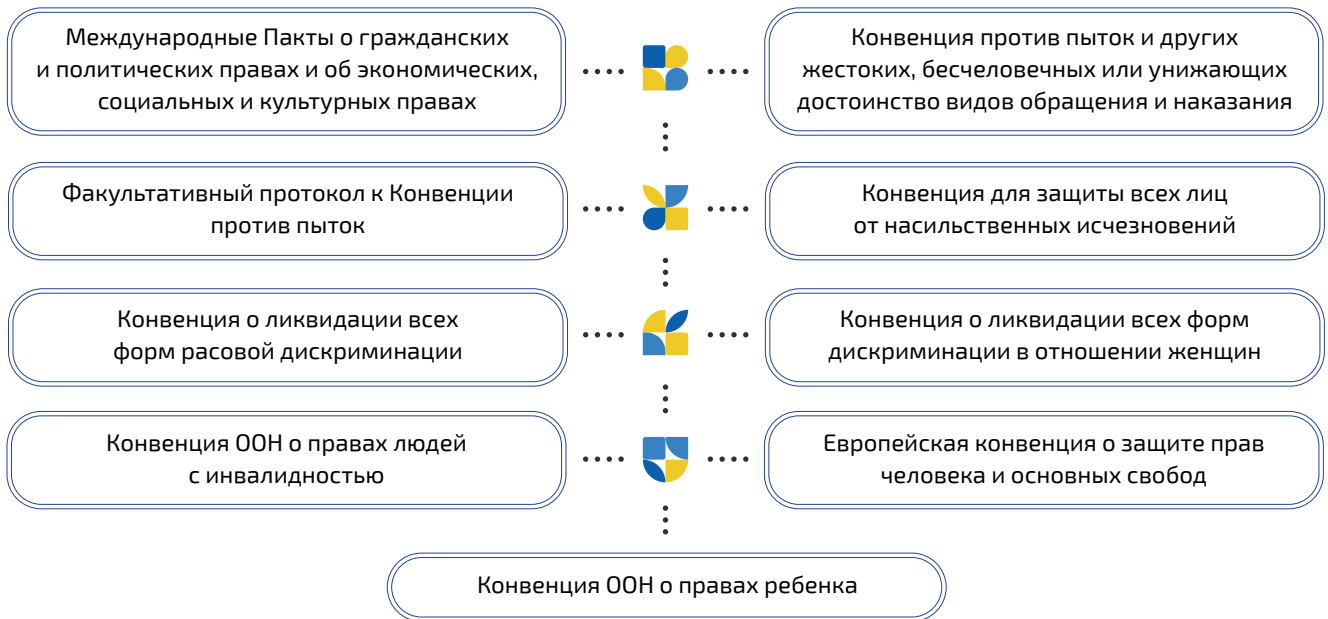 Международные Пакты о гражданских
и политических правах и об экономических,
социальных и культурных правах
Конвенция против пыток и других
жестоких, бесчеловечных или унижающих
достоинство видов обращения и наказания
Факультативный протокол к Конвенции
против пыток
Конвенция для защиты всех лиц
от насильственных исчезновений
Конвенция о ликвидации всех
форм расовой дискриминации
Конвенция о ликвидации всех форм
дискриминации в отношении женщин
Конвенция ООН о правах людей
с инвалидностью
Европейская конвенция о защите прав
человека и основных свобод
Конвенция ООН о правах ребенка